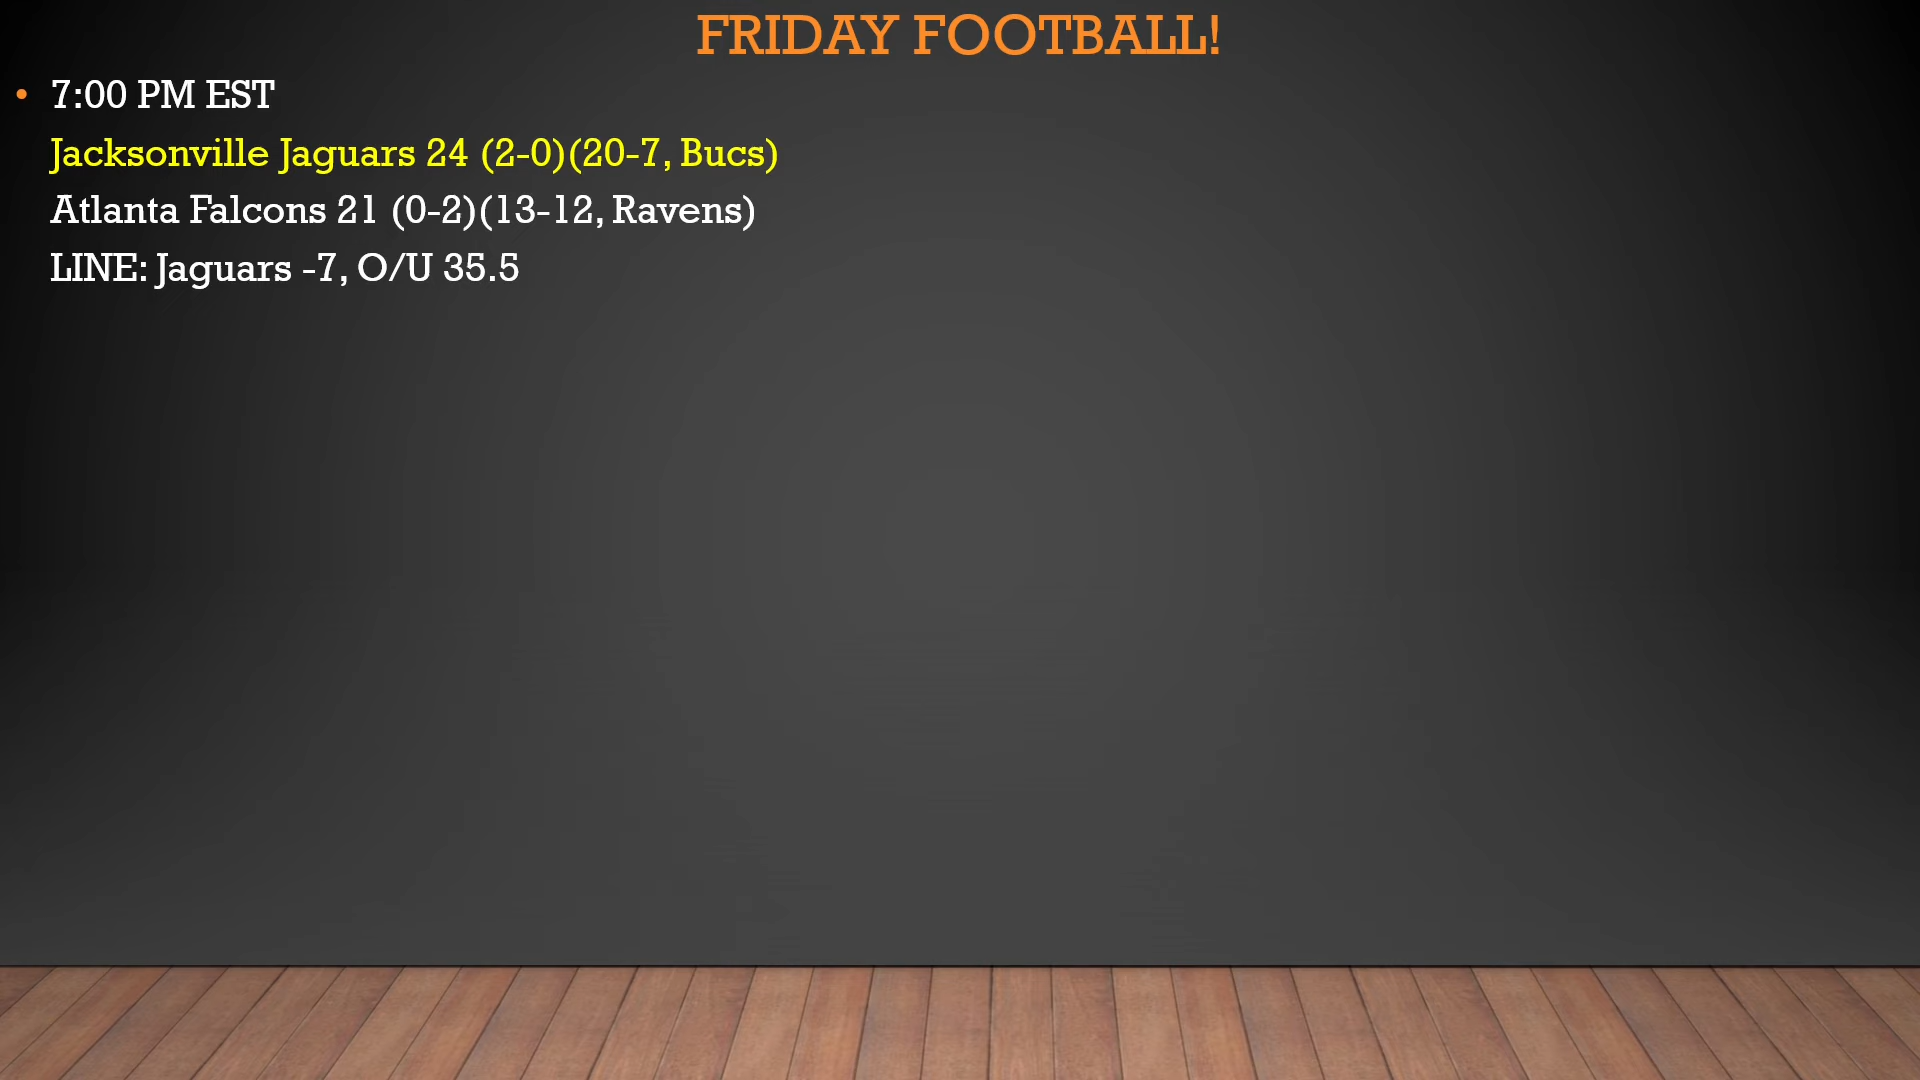 FRIDAY FOOTBALL!
• 7:00 PM EST
Jacksonville Jaguars 24 (2-0)(20-7, Bucs)
Atlanta Falcons 21 (0-2)(13-12, Ravens)
LINE: Jaguars -7, O/U 35.5